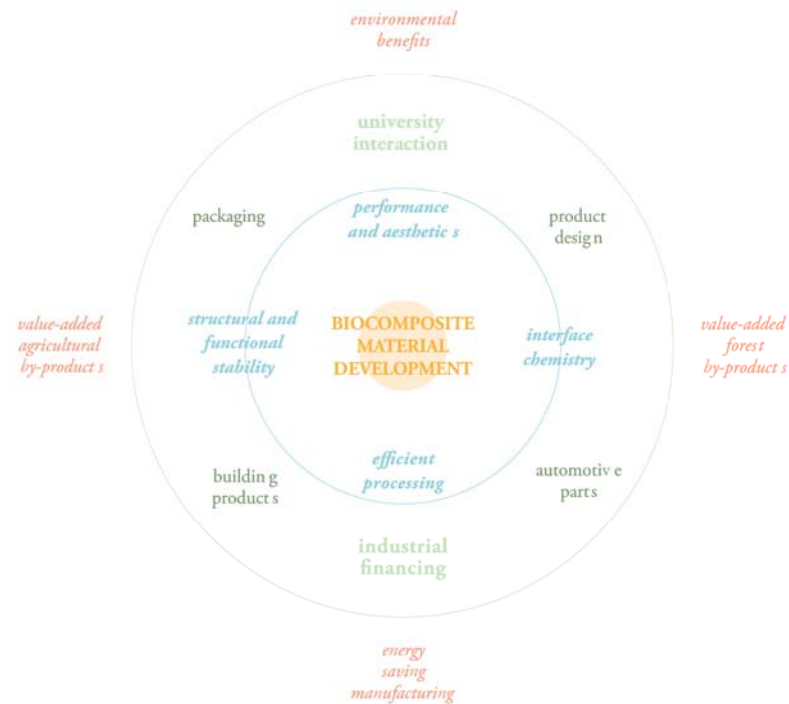 environmental
benefits
university
interaction
packaging
performance
and aesthetic s
product
desig n
value-added
agricultural
by-product s
structural and
functional
stability
BIOCOMPOSITE
MATERIAL
DEVELOPMENT
interface
chemistry
value-added
forest
by-product s
buildin g
product s
efficient
processing
automotiv e
parts
industrial
financing
energy
saving
manufacturing